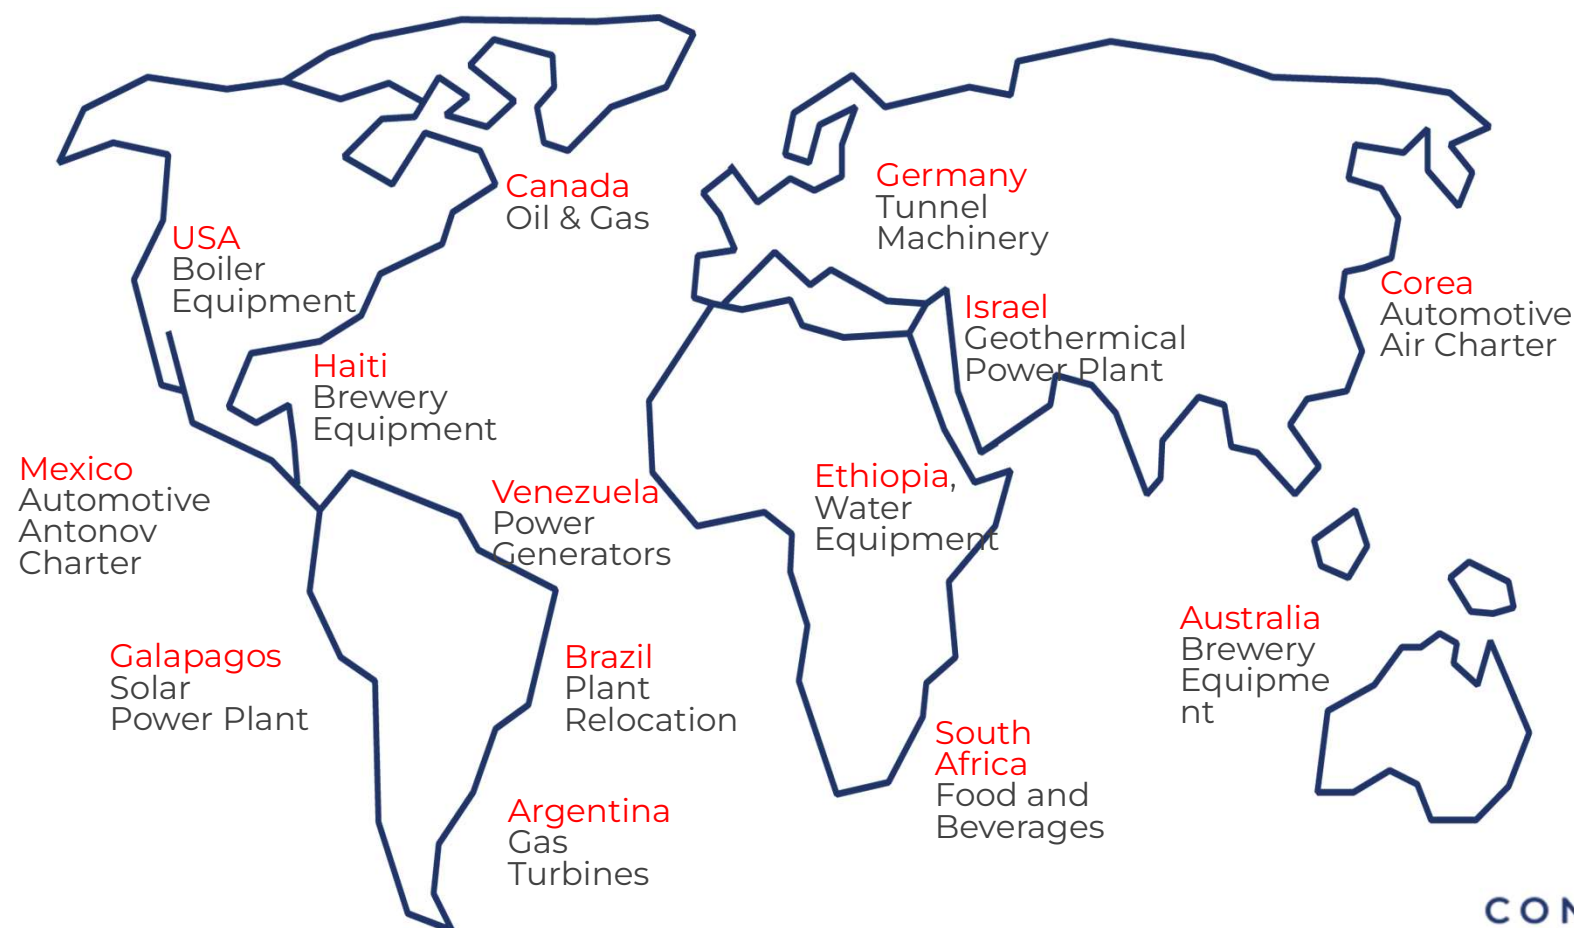 Canada
Oil & Gas
Germany
Tunnel
Machinery
USA
Boiler
Equipment
Corea
Automotive
Air Charter
Israel
Geothermical
Power Plant
Haiti
Brewery
Equipment
Mexico
Automotive
Antonov
Charter
Venezuela
Power
Generators
Ethiopia,
Water
Equipment
Australia
Brewery
Equipme
nt
Galapagos
Solar
Power Plant
Brazil
Plant
Relocation
South
Africa
Food and
Beverages
Argentina
Gas
Turbines